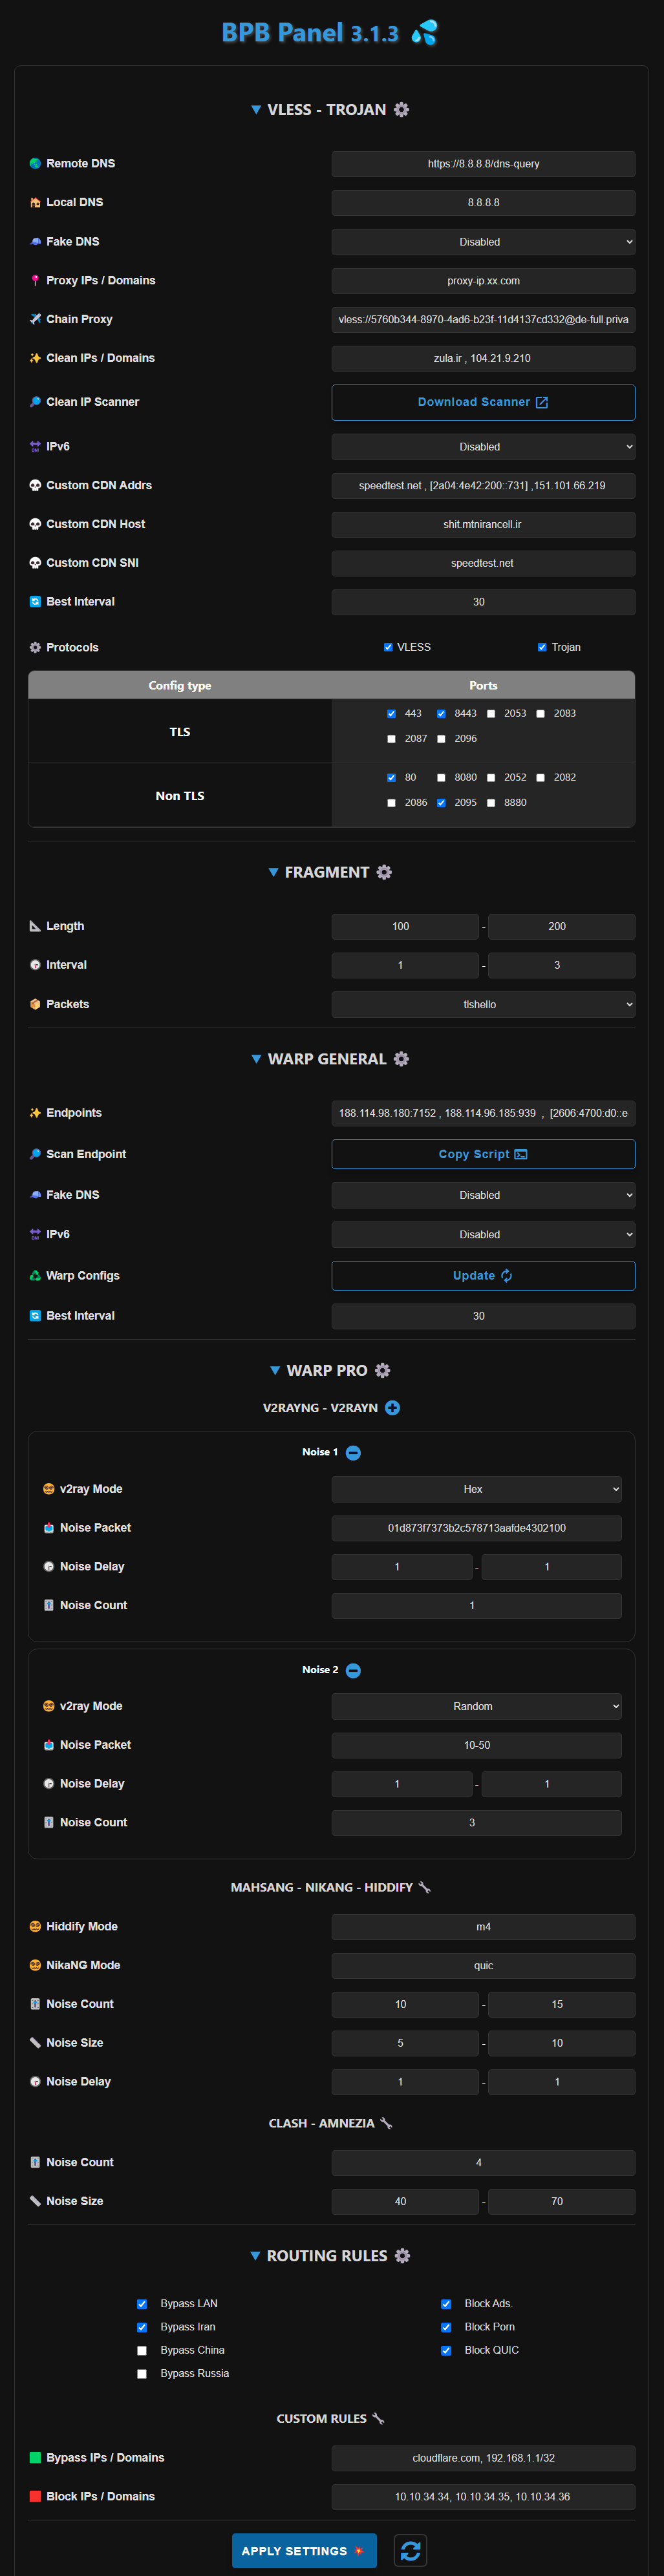 BPB Panel 3.1.3 💦
VLESS - TROJAN ⚙️
Remote DNS https://8.8.8.8/dns-query
Local DNS 8.8.8.8
Fake DNS Disabled
Proxy IPs / Domains proxy-ip.xx.com
Chain Proxy vless://5760b344-8970-4ad6-b23f-11d4137cd332@de-full.priva
Clean IPs / Domains zula.ir , 104.21.9.210
Clean IP Scanner Download Scanner
IPv6 Disabled
Custom CDN Addrs speedtest.net , [2a04:4e42:200::731] ,151.101.66.219
Custom CDN Host shit.mtnirancell.ir
Custom CDN SNI speedtest.net
Best Interval 30
Protocols VLESS Trojan
Config type Ports
TLS 443 8443 2053 2083
2087 2096
Non TLS 80 8080 2052 2082
2086 2095 8880
FRAGMENT ⚙️
Length 100 - 200
Interval 1 - 3
Packets tlshello
WARP GENERAL ⚙️
Endpoints 188.114.98.180:7152 , 188.114.96.185:939 , [2606:4700:d0::e
Scan Endpoint Copy Script
Fake DNS Disabled
IPv6 Disabled
Warp Configs Update
Best Interval 30
WARP PRO ⚙️
V2RAYNG - V2RAYN
Noise 1
v2ray Mode Hex
Noise Packet 01d873f7373b2c578713aafde4302100
Noise Delay 1 - 1
Noise Count 1
Noise 2
v2ray Mode Random
Noise Packet 10-50
Noise Delay 1 - 1
Noise Count 3
MAHSANG - NIKANG - HIDDIFY 🔧
Hiddify Mode m4
NikaNG Mode quic
Noise Count 10 - 15
Noise Size 5 - 10
Noise Delay 1 - 1
CLASH - AMNEZIA 🔧
Noise Count 4
Noise Size 40 - 70
ROUTING RULES ⚙️
Bypass LAN Block Ads.
Bypass Iran Block Porn
Bypass China Block QUIC
Bypass Russia
CUSTOM RULES 🔧
Bypass IPs / Domains cloudflare.com, 192.168.1.1/32
Block IPs / Domains 10.10.34.34, 10.10.34.35, 10.10.34.36
APPLY SETTINGS 💥